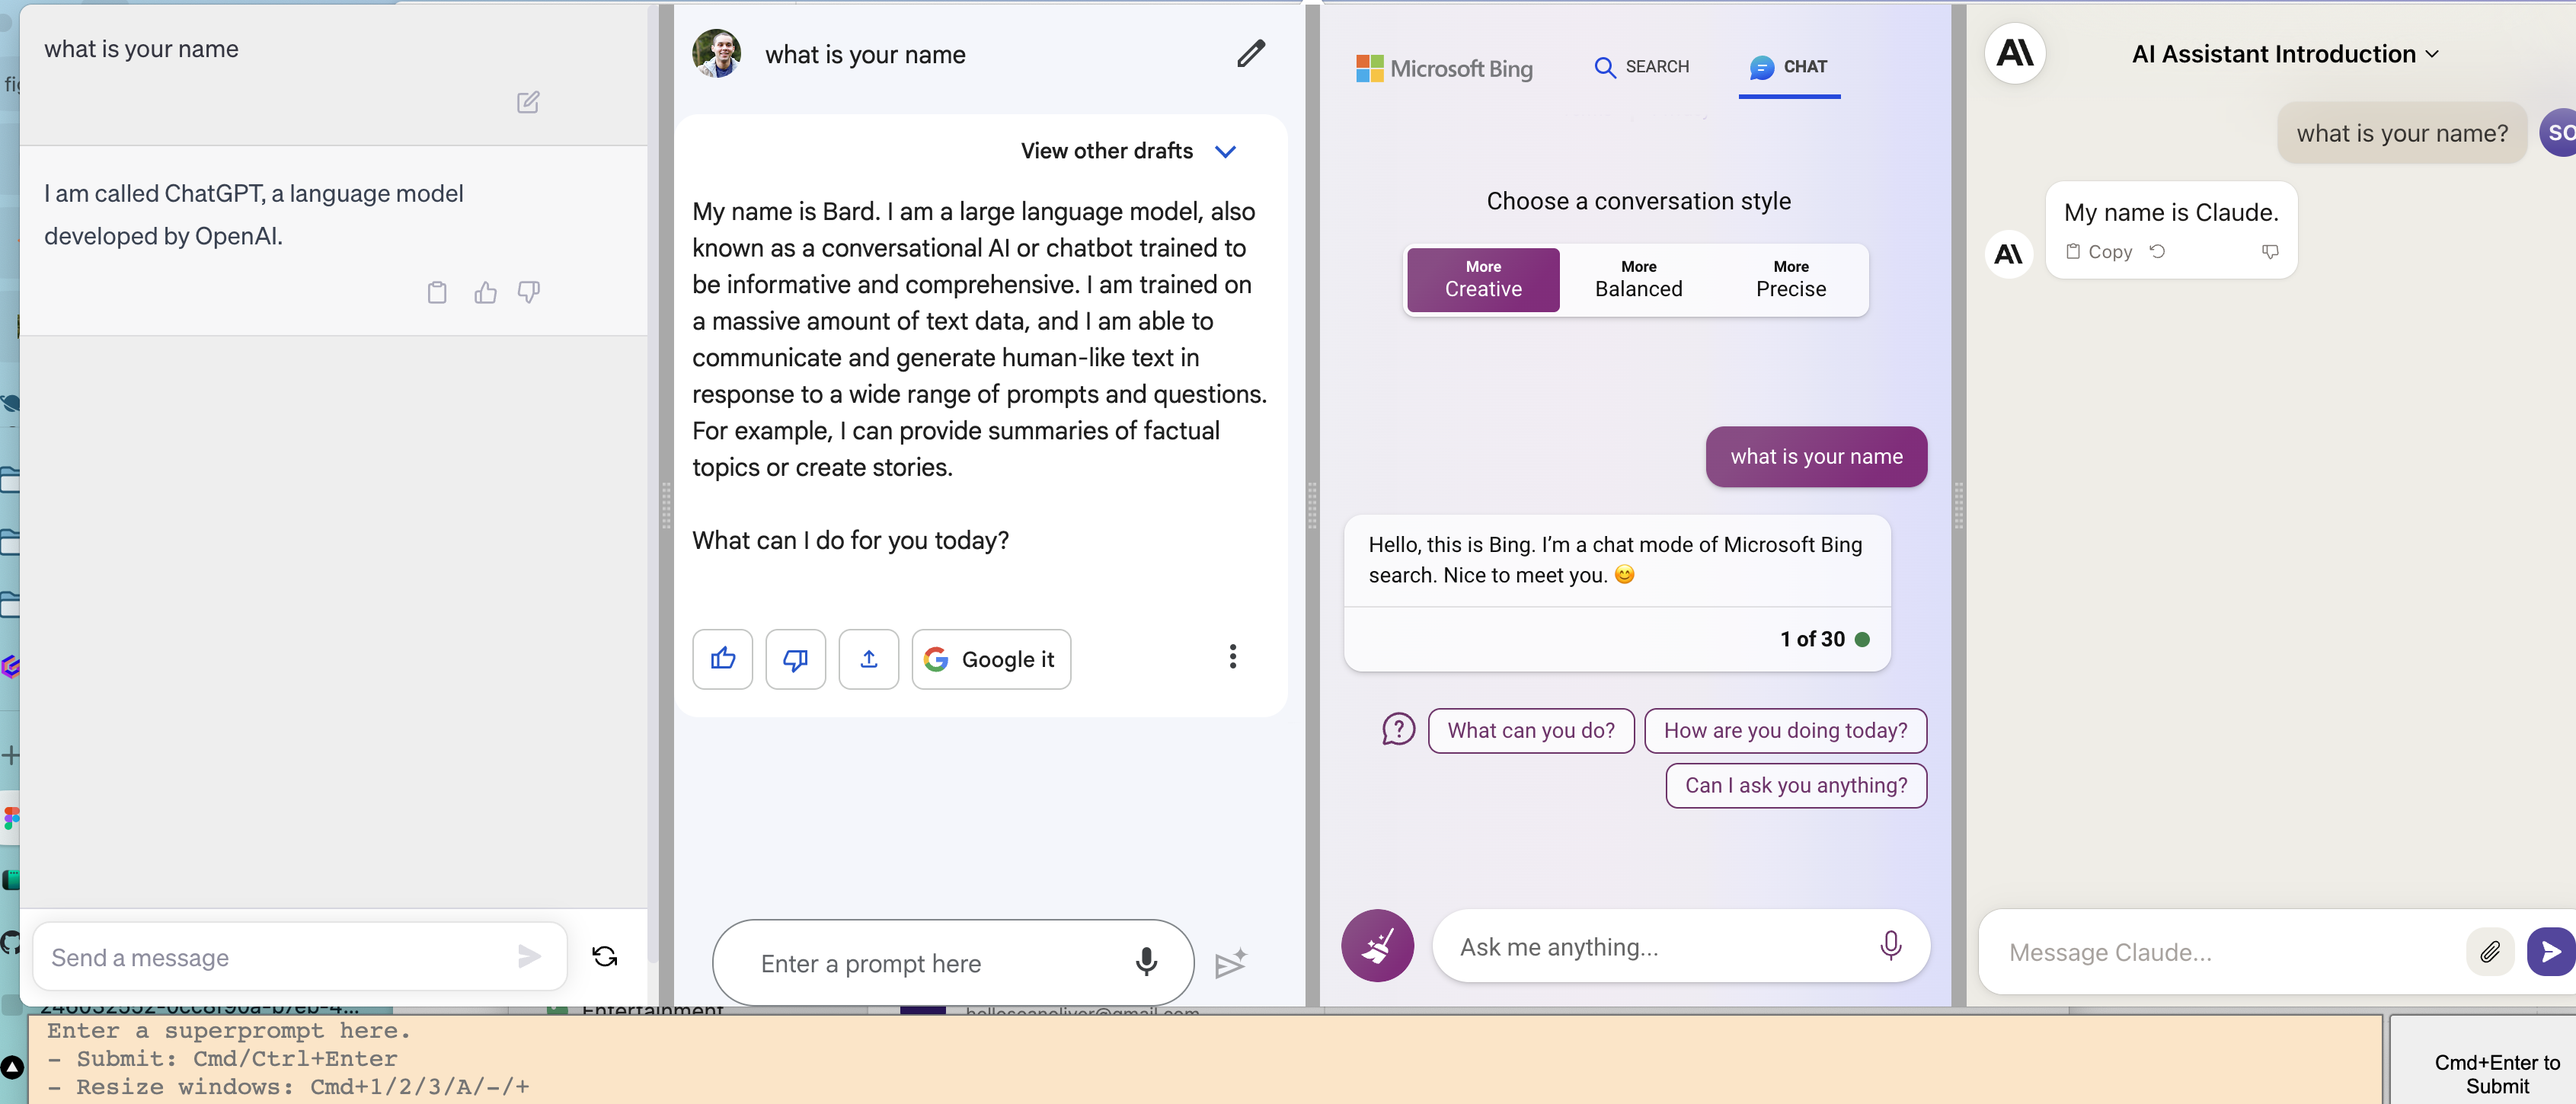 what is your name
I am called ChatGPT, a language model
developed by OpenAI.
Send a message
what is your name
View other drafts
My name is Bard. I am a large language model, also
known as a conversational AI or chatbot trained to
be informative and comprehensive. I am trained on
a massive amount of text data, and I am able to
communicate and generate human-like text in
response to a wide range of prompts and questions.
For example, I can provide summaries of factual
topics or create stories.
What can I do for you today?
Google it
Enter a prompt here
Microsoft Bing
SEARCH
CHAT
Choose a conversation style
More
Creative
More
Balanced
More
Precise
what is your name
Hello, this is Bing. I'm a chat mode of Microsoft Bing
search. Nice to meet you. 😊
1 of 30
What can you do?
How are you doing today?
Can I ask you anything?
Ask me anything...
AI Assistant Introduction
what is your name?
SO
My name is Claude.
Copy
Message Claude...
Entertainment
Enter a superprompt here.
- Submit: Cmd/Ctrl+Enter
- Resize windows: Cmd+1/2/3/A/-/+
Cmd+Enter to
Submit